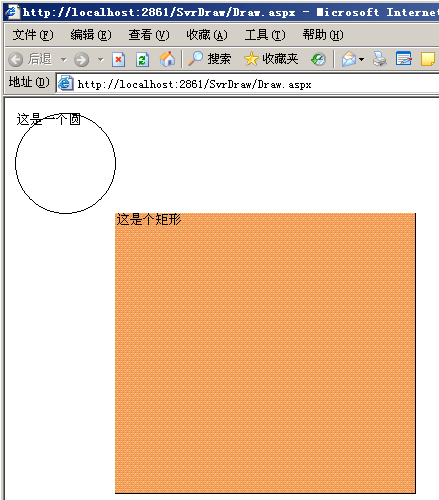 http://localhost:2861/SvrDraw/Draw.aspx - Microsoft Internet
文件(F) 编辑(E) 查看(V) 收藏(A) 工具(T) 帮助(H)
后退 搜索 收藏夹
地址(D) http://localhost:2861/SvrDraw/Draw.aspx
这是一个圆
这是个矩形